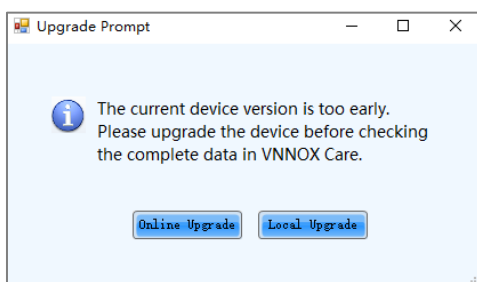 Upgrade Prompt
The current device version is too early.
Please upgrade the device before checking
the complete data in VNNOX Care.
Online Upgrade Local Upgrade